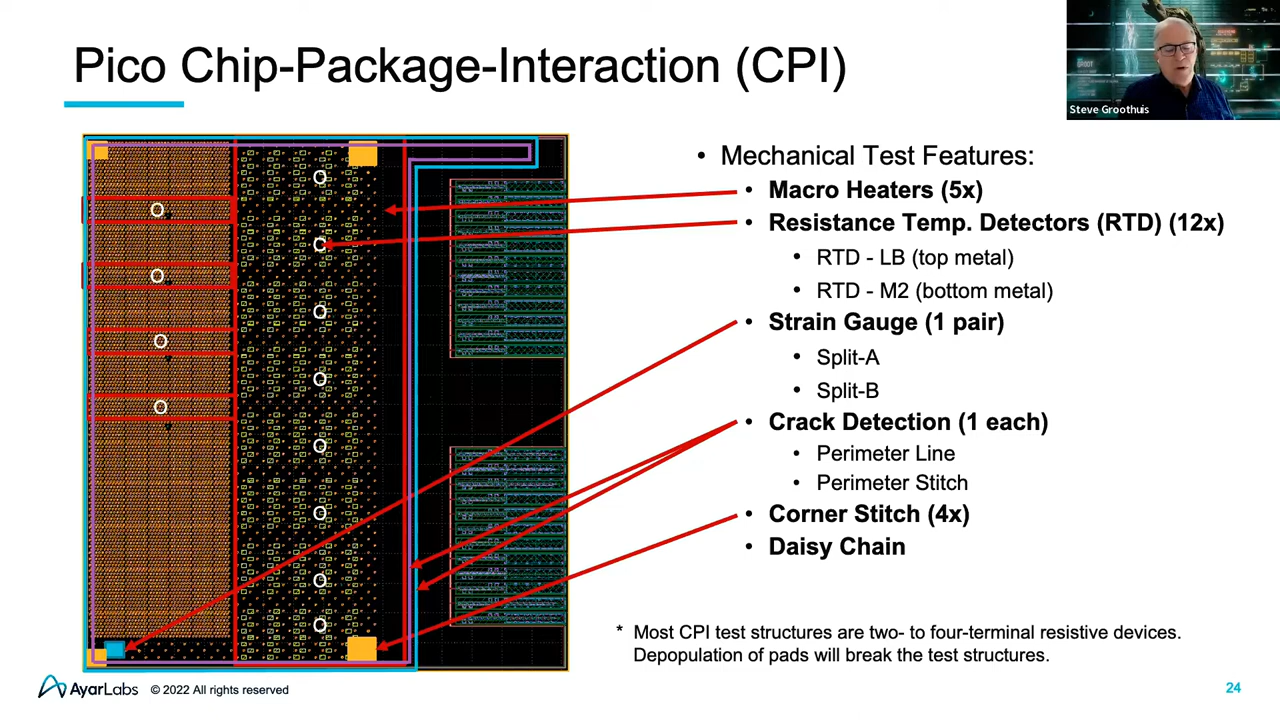 Pico Chip-Package-Interaction (CPI)
Steve Groothuis
• Mechanical Test Features:
• Macro Heaters (5x)
• Resistance Temp. Detectors (RTD) (12x)
• RTD - LB (top metal)
• RTD - M2 (bottom metal)
• Strain Gauge (1 pair)
• Split-A
• Split-B
• Crack Detection (1 each)
• Perimeter Line
• Perimeter Stitch
• Corner Stitch (4x)
• Daisy Chain
* Most CPI test structures are two- to four-terminal resistive devices.
Depopulation of pads will break the test structures.
AyarLabs © 2022 All rights reserved
24